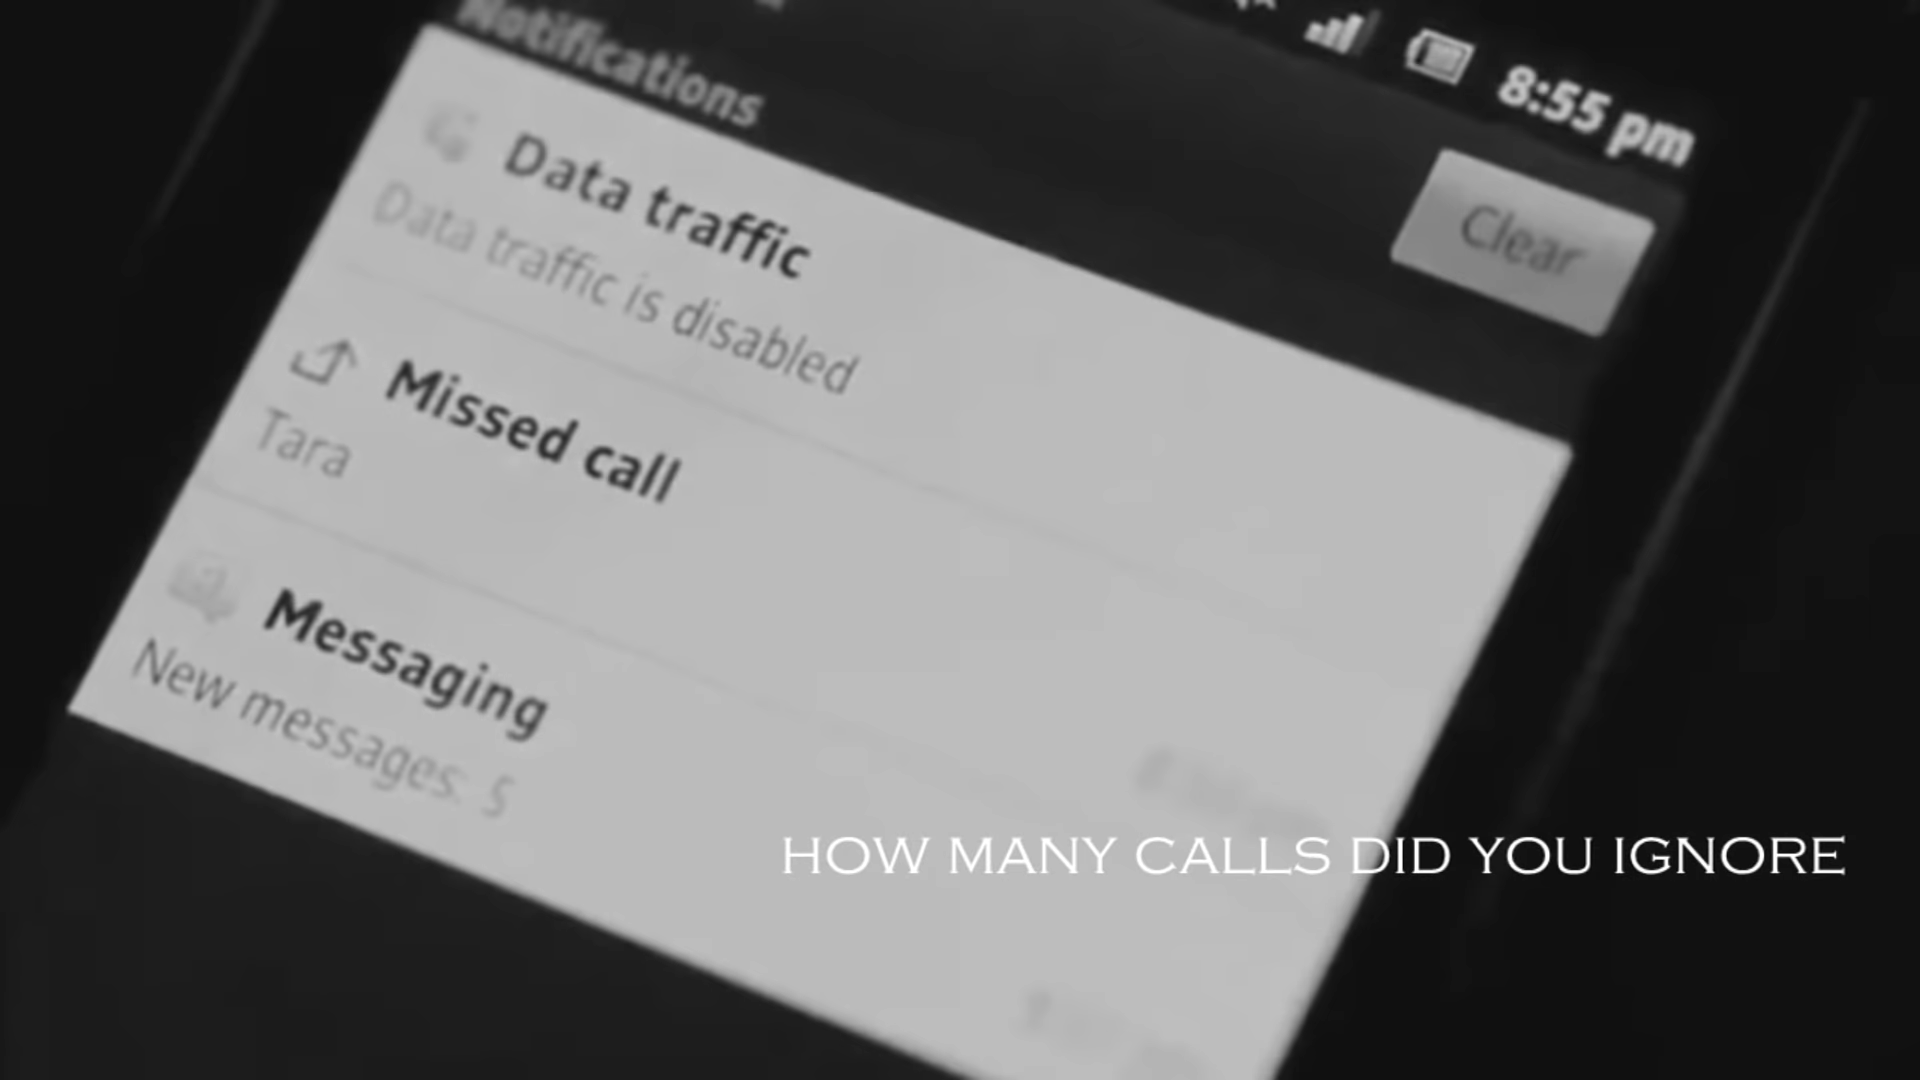 8:55 pm
Notifications
Clear
Data traffic
Data traffic is disabled
Missed call
Tara
Messaging
New messages: 5
HOW MANY CALLS DID YOU IGNORE